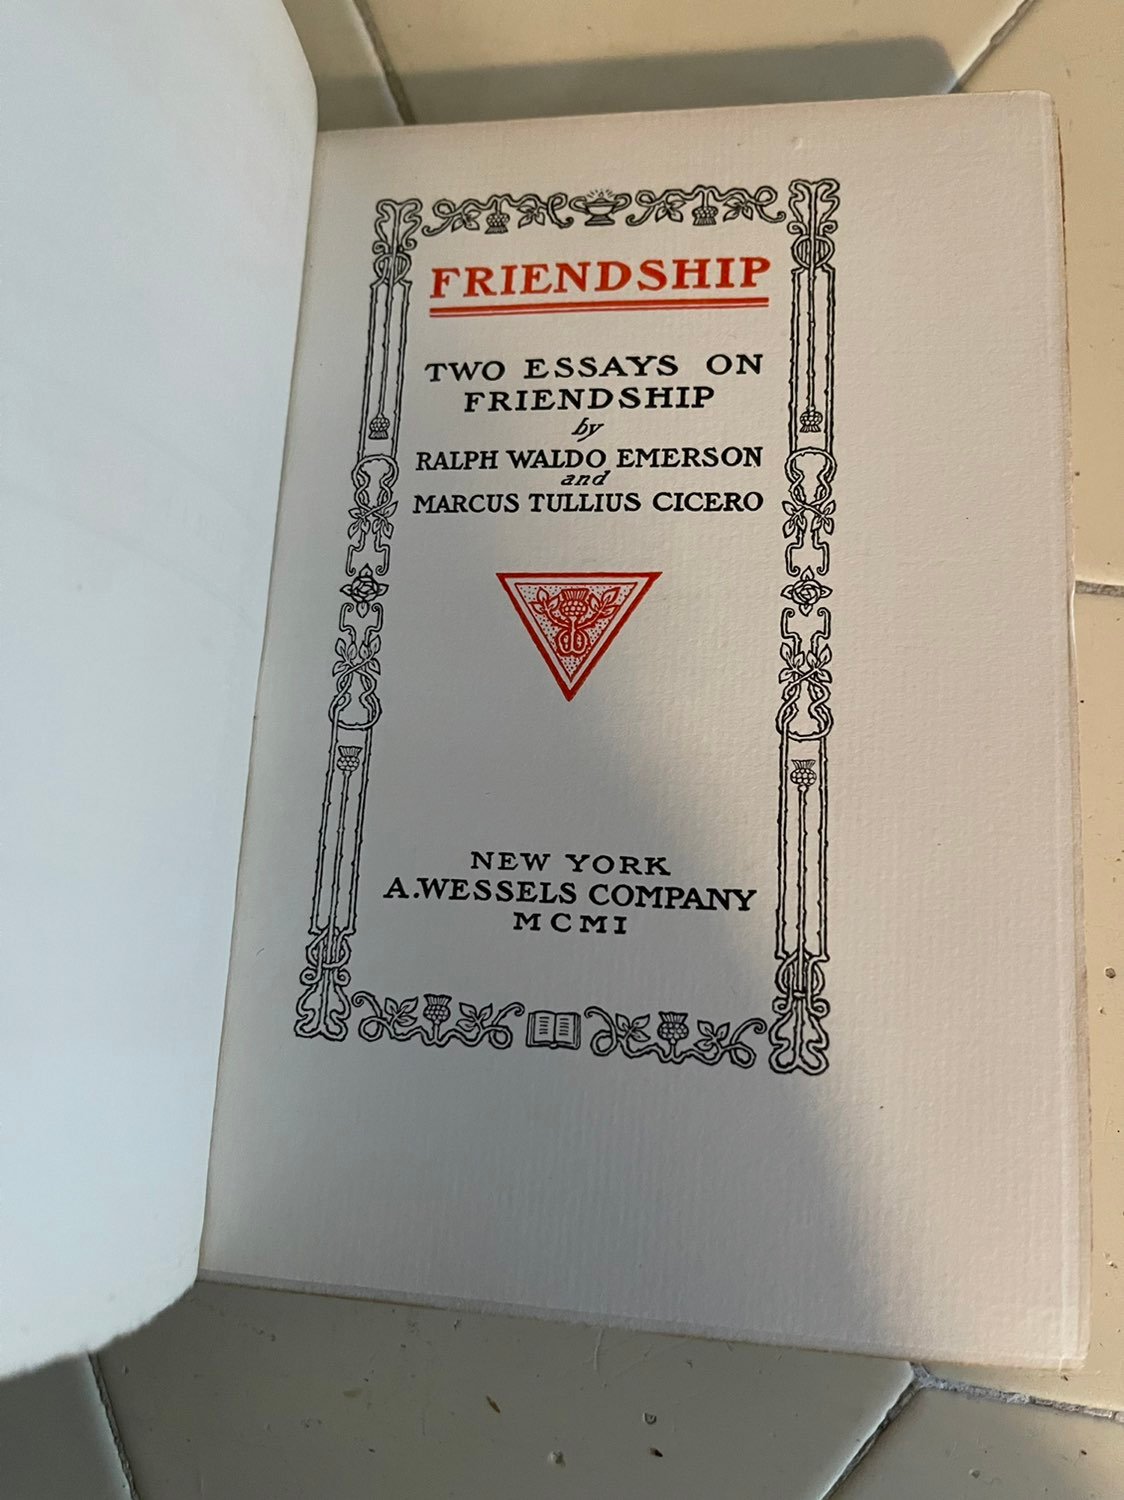 FRIENDSHIP
TWO ESSAYS ON
FRIENDSHIP
by
RALPH WALDO EMERSON
and
MARCUS TULLIUS CICERO
NEW YORK
A. WESSELS COMPANY
MCMI